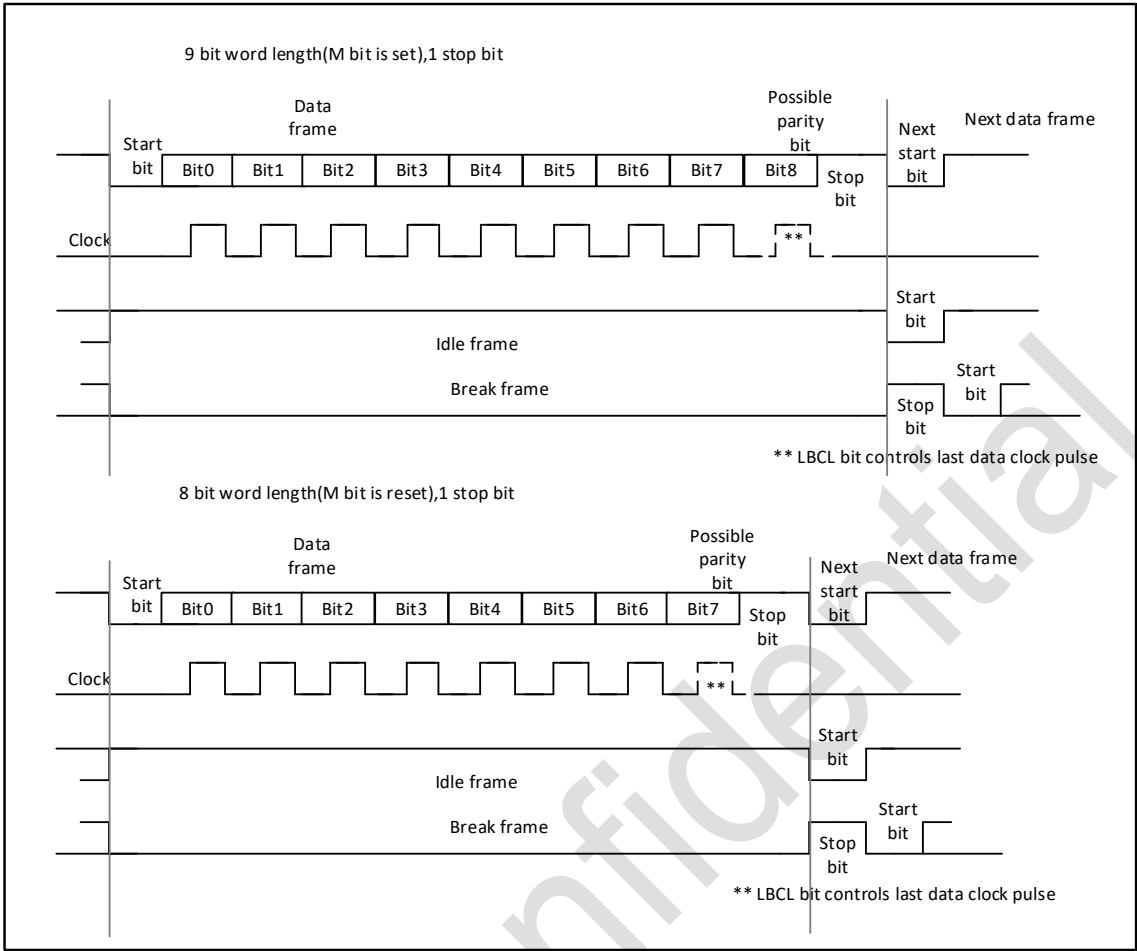 9 bit word length(M bit is set),1 stop bit
Data
frame
Possible
parity
bit
Start
bit
Next
start
bit
Next data frame
Bit0 Bit1 Bit2 Bit3 Bit4 Bit5 Bit6 Bit7 Bit8
Stop
bit
Clock
**
Start
bit
Idle frame
Break frame
Start
bit
Stop
bit
** LBCL bit controls last data clock pulse
8 bit word length(M bit is reset),1 stop bit
Data
frame
Possible
parity
bit
Start
bit
Next
start
bit
Next data frame
Bit0 Bit1 Bit2 Bit3 Bit4 Bit5 Bit6 Bit7
Stop
bit
Clock
**
Start
bit
Idle frame
Break frame
Start
bit
Stop
bit
** LBCL bit controls last data clock pulse
nfidential